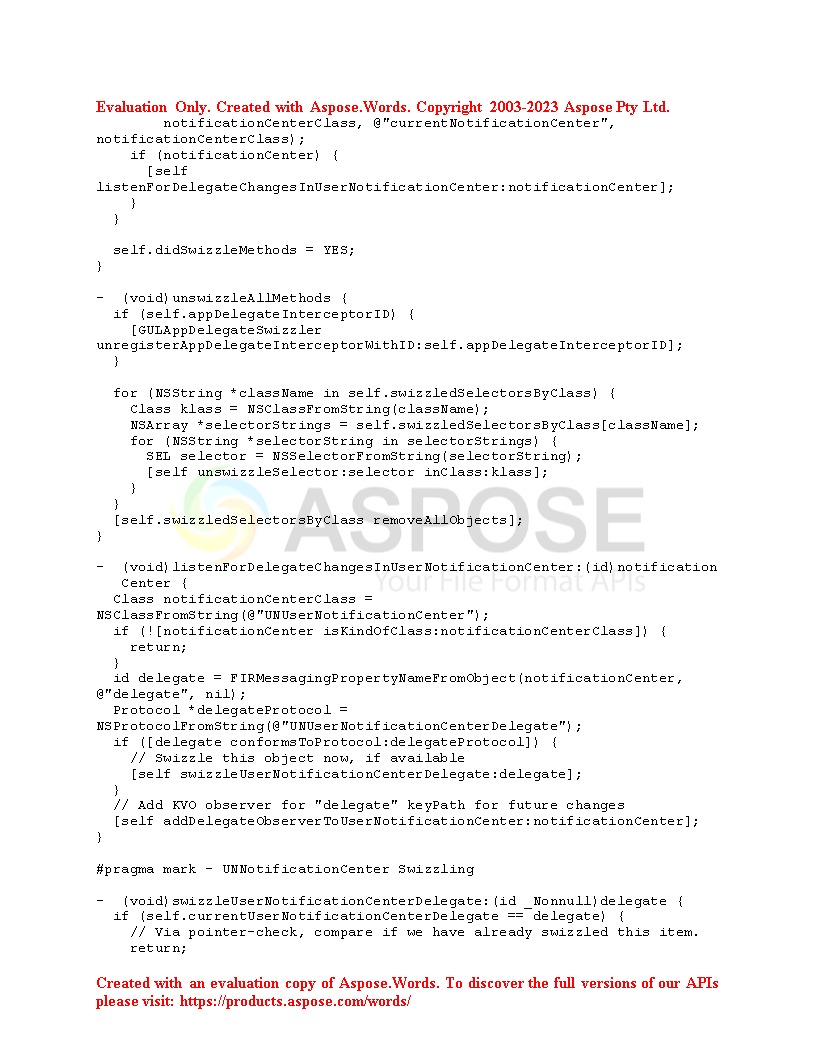 Evaluation Only. Created with Aspose.Words. Copyright 2003-2023 Aspose Pty Ltd.
        notificationCenterClass, @"currentNotificationCenter",
notificationCenterClass);
    if (notificationCenter) {
      [self
listenForDelegateChangesInUserNotificationCenter:notificationCenter];
    }
  }

  self.didSwizzleMethods = YES;
}

-  (void)unswizzleAllMethods {
  if (self.appDelegateInterceptorID) {
    [GULAppDelegateSwizzler
unregisterAppDelegateInterceptorWithID:self.appDelegateInterceptorID];
  }

  for (NSString *className in self.swizzledSelectorsByClass) {
    Class klass = NSClassFromString(className);
    NSArray *selectorStrings = self.swizzledSelectorsByClass[className];
    for (NSString *selectorString in selectorStrings) {
      SEL selector = NSSelectorFromString(selectorString);
      [self unswizzleSelector:selector inClass:klass];
    }
  }
  [self.swizzledSelectorsByClass removeAllObjects];
}
ASPOSE
Your File Format APIs

-  (void)listenForDelegateChangesInUserNotificationCenter:(id)notification
   Center {
  Class notificationCenterClass =
NSClassFromString(@"UNUserNotificationCenter");
  if (![notificationCenter isKindOfClass:notificationCenterClass]) {
    return;
  }
  id delegate = FIRMessagingPropertyNameFromObject(notificationCenter,
@"delegate", nil);
  Protocol *delegateProtocol =
NSProtocolFromString(@"UNUserNotificationCenterDelegate");
  if ([delegate conformsToProtocol:delegateProtocol]) {
    // Swizzle this object now, if available
    [self swizzleUserNotificationCenterDelegate:delegate];
  }
  // Add KVO observer for "delegate" keyPath for future changes
  [self addDelegateObserverToUserNotificationCenter:notificationCenter];
}

#pragma mark - UNNotificationCenter Swizzling

-  (void)swizzleUserNotificationCenterDelegate:(id _Nonnull)delegate {
  if (self.currentUserNotificationCenterDelegate == delegate) {
    // Via pointer-check, compare if we have already swizzled this item.
    return;

Created with an evaluation copy of Aspose.Words. To discover the full versions of our APIs
please visit: https://products.aspose.com/words/